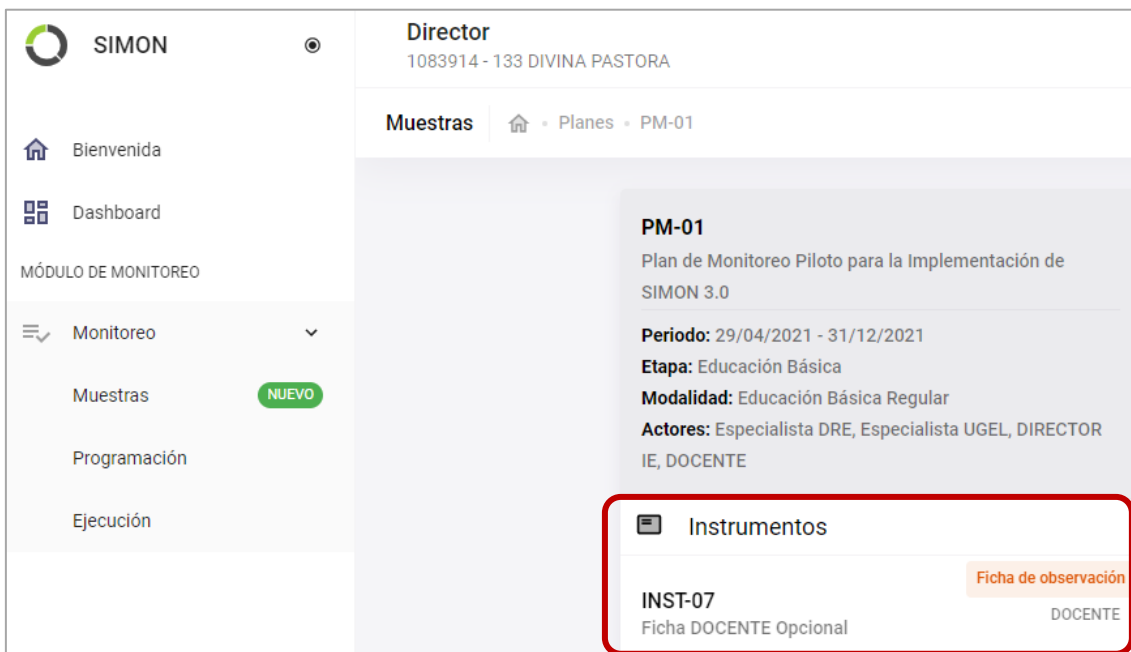 SIMON
Director
1083914 - 133 DIVINA PASTORA
Muestras
Planes
PM-01
Bienvenida
Dashboard
MÓDULO DE MONITOREO
Monitoreo
Muestras NUEVO
Programación
Ejecución
PM-01
Plan de Monitoreo Piloto para la Implementación de
SIMON 3.0
Periodo: 29/04/2021 - 31/12/2021
Etapa: Educación Básica
Modalidad: Educación Básica Regular
Actores: Especialista DRE, Especialista UGEL, DIRECTOR
IE, DOCENTE
Instrumentos
Ficha de observación
INST-07
DOCENTE
Ficha DOCENTE Opcional